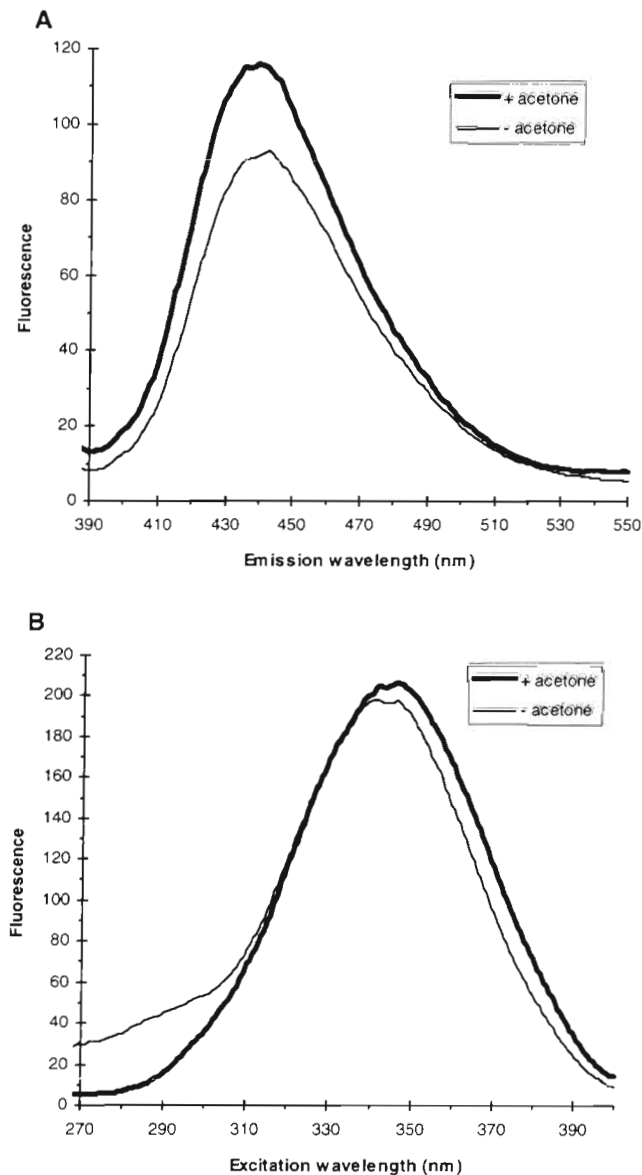 A
120
100
80
60
40
20
0
Fluorescence
+ acetone
- acetone
390 410 430 450 470 490 510 530 550
Emission wavelength (nm)
B
220
200
180
160
140
120
100
80
60
40
20
0
Fluorescence
+ acetone
- acetone
270 290 310 330 350 370 390
Excitation wavelength (nm)